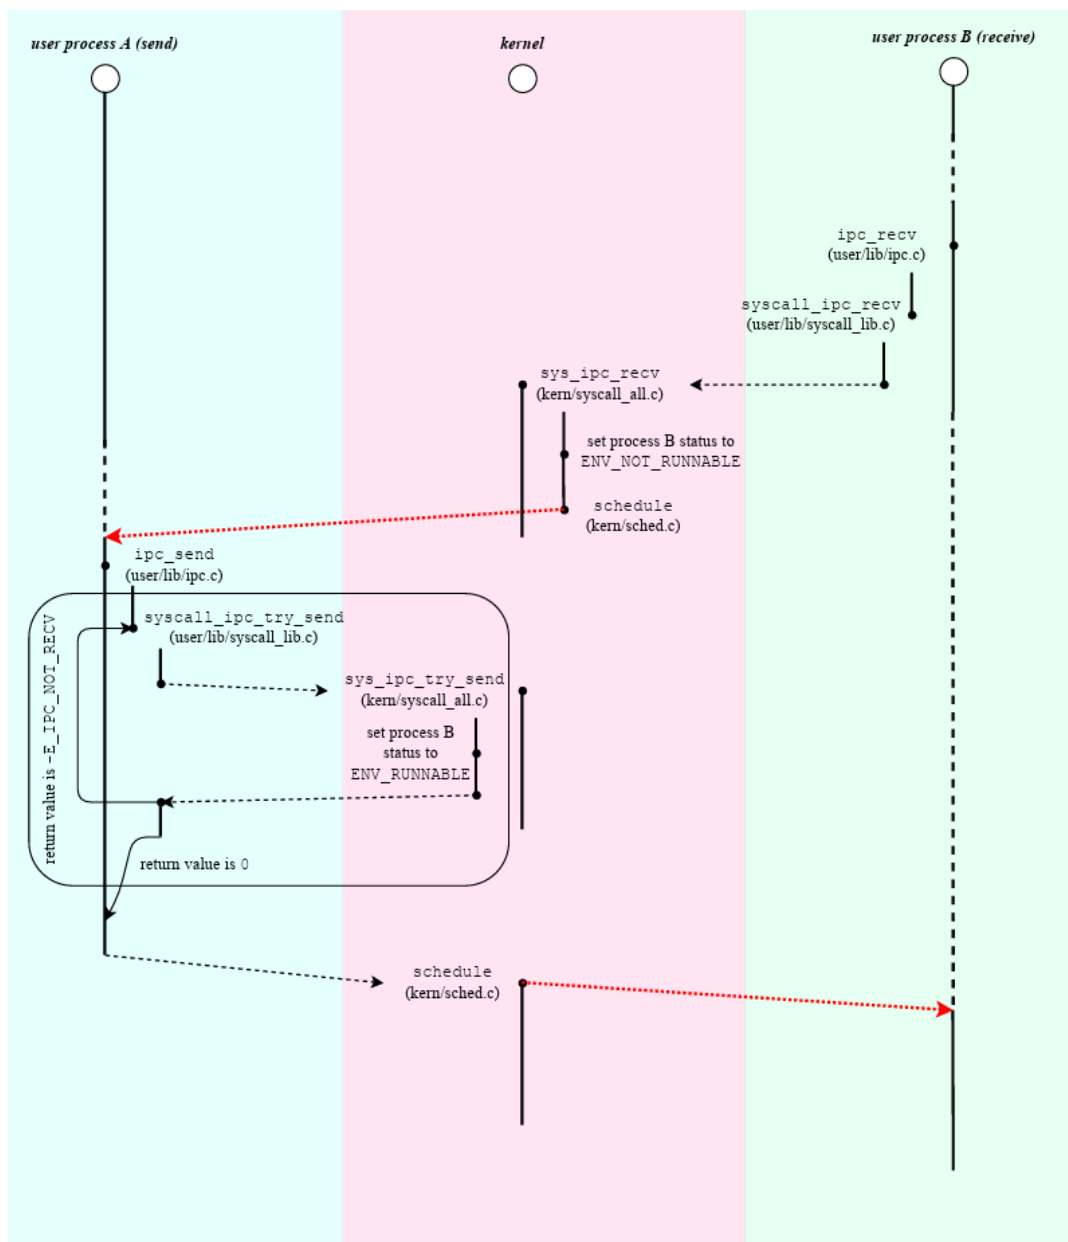 user process A (send)
kernel
user process B (receive)
ipc_recv
(user/lib/ipc.c)
syscall_ipc_recv
(user/lib/syscall_lib.c)
sys_ipc_recv
(kern/syscall_all.c)
set process B status to
ENV_NOT_RUNNABLE
schedule
(kern/sched.c)
ipc_send
(user/lib/ipc.c)
syscall_ipc_try_send
(user/lib/syscall_lib.c)
return value is -E_IPC_NOT_RECV
sys_ipc_try_send
(kern/syscall_all.c)
set process B
status to
ENV_RUNNABLE
return value is 0
schedule
(kern/sched.c)